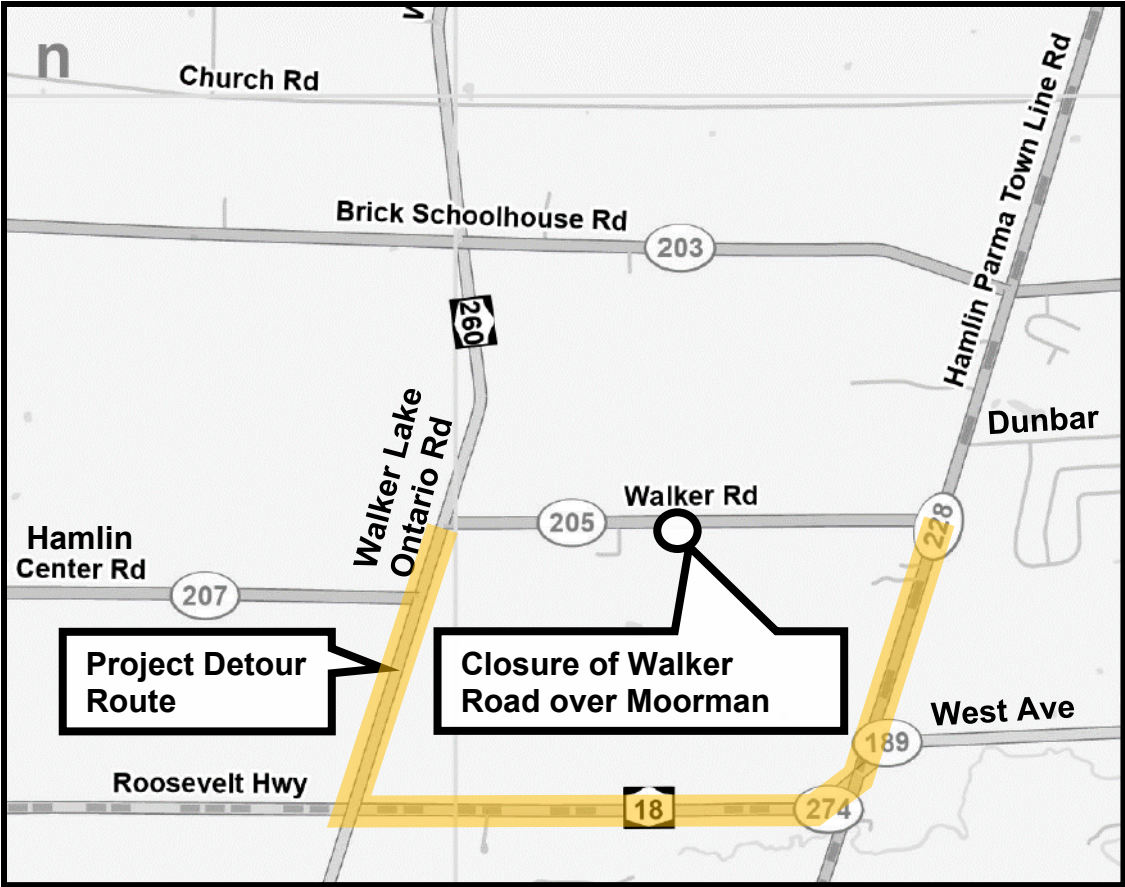 n
Church Rd
Hamlin Parma Town Line Rd
Brick Schoolhouse Rd
203
260
Walker Lake
Ontario Rd
Dunbar
Walker Rd
205
228
Hamlin
Center Rd
207
Project Detour
Route
Closure of Walker
Road over Moorman
West Ave
189
Roosevelt Hwy
18
274